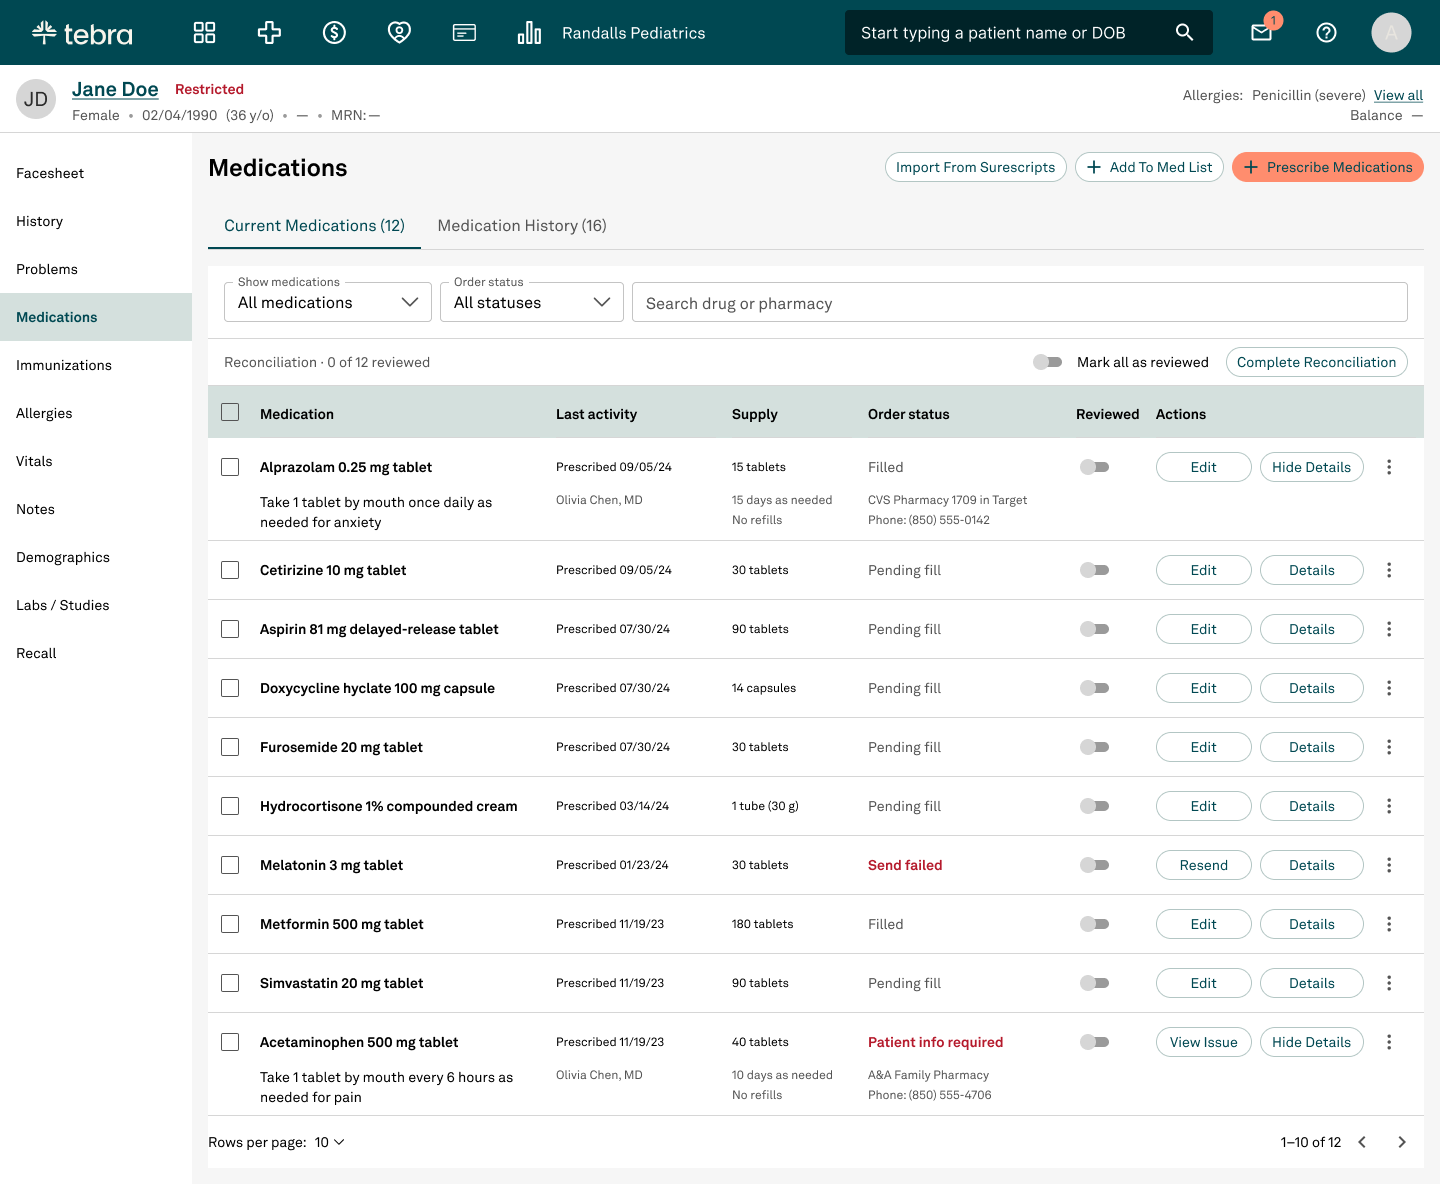 tebra
Randalls Pediatrics
Start typing a patient name or DOB
1
A
JD
Jane Doe
Restricted
Female • 02/04/1990 (36 y/o) • — • MRN: —
Allergies: Penicillin (severe) View all
Balance —
Facesheet
History
Problems
Medications
Immunizations
Allergies
Vitals
Notes
Demographics
Labs / Studies
Recall
Medications
Import From Surescripts
Add To Med List
Prescribe Medications
Current Medications (12)
Medication History (16)
Show medications
All medications
Order status
All statuses
Search drug or pharmacy
Reconciliation · 0 of 12 reviewed
Mark all as reviewed
Complete Reconciliation
Medication Last activity Supply Order status Reviewed Actions
Alprazolam 0.25 mg tablet Prescribed 09/05/24 15 tablets Filled Edit Hide Details
Take 1 tablet by mouth once daily as
needed for anxiety
Olivia Chen, MD
15 days as needed
No refills
CVS Pharmacy 1709 in Target
Phone: (850) 555-0142
Cetirizine 10 mg tablet Prescribed 09/05/24 30 tablets Pending fill Edit Details
Aspirin 81 mg delayed-release tablet Prescribed 07/30/24 90 tablets Pending fill Edit Details
Doxycycline hyclate 100 mg capsule Prescribed 07/30/24 14 capsules Pending fill Edit Details
Furosemide 20 mg tablet Prescribed 07/30/24 30 tablets Pending fill Edit Details
Hydrocortisone 1% compounded cream Prescribed 03/14/24 1 tube (30 g) Pending fill Edit Details
Melatonin 3 mg tablet Prescribed 01/23/24 30 tablets Send failed Resend Details
Metformin 500 mg tablet Prescribed 11/19/23 180 tablets Filled Edit Details
Simvastatin 20 mg tablet Prescribed 11/19/23 90 tablets Pending fill Edit Details
Acetaminophen 500 mg tablet Prescribed 11/19/23 40 tablets Patient info required View Issue Hide Details
Take 1 tablet by mouth every 6 hours as
needed for pain
Olivia Chen, MD
10 days as needed
No refills
A&A Family Pharmacy
Phone: (850) 555-4706
Rows per page: 10
1–10 of 12